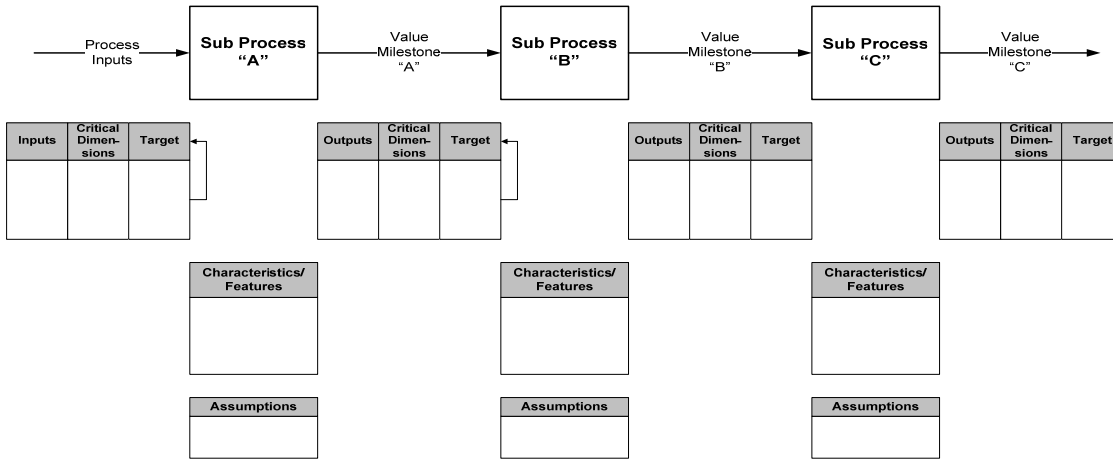 Process
Inputs
Sub Process
“A”
Value
Milestone
“A”
Sub Process
“B”
Value
Milestone
“B”
Sub Process
“C”
Value
Milestone
“C”
Inputs
Critical
Dimen-
sions
Target
Outputs
Critical
Dimen-
sions
Target
Outputs
Critical
Dimen-
sions
Target
Outputs
Critical
Dimen-
sions
Target
Characteristics/
Features
Characteristics/
Features
Characteristics/
Features
Assumptions
Assumptions
Assumptions